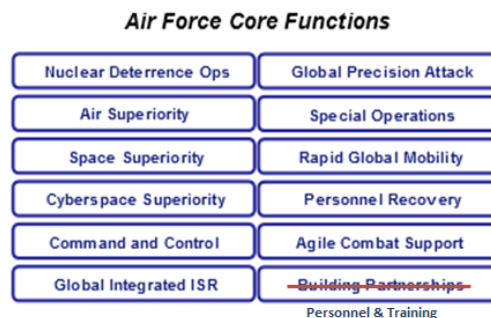 Air Force Core Functions
Nuclear Deterrence Ops
Global Precision Attack
Air Superiority
Special Operations
Space Superiority
Rapid Global Mobility
Cyberspace Superiority
Personnel Recovery
Command and Control
Agile Combat Support
Global Integrated ISR
Building Partnerships
Personnel & Training